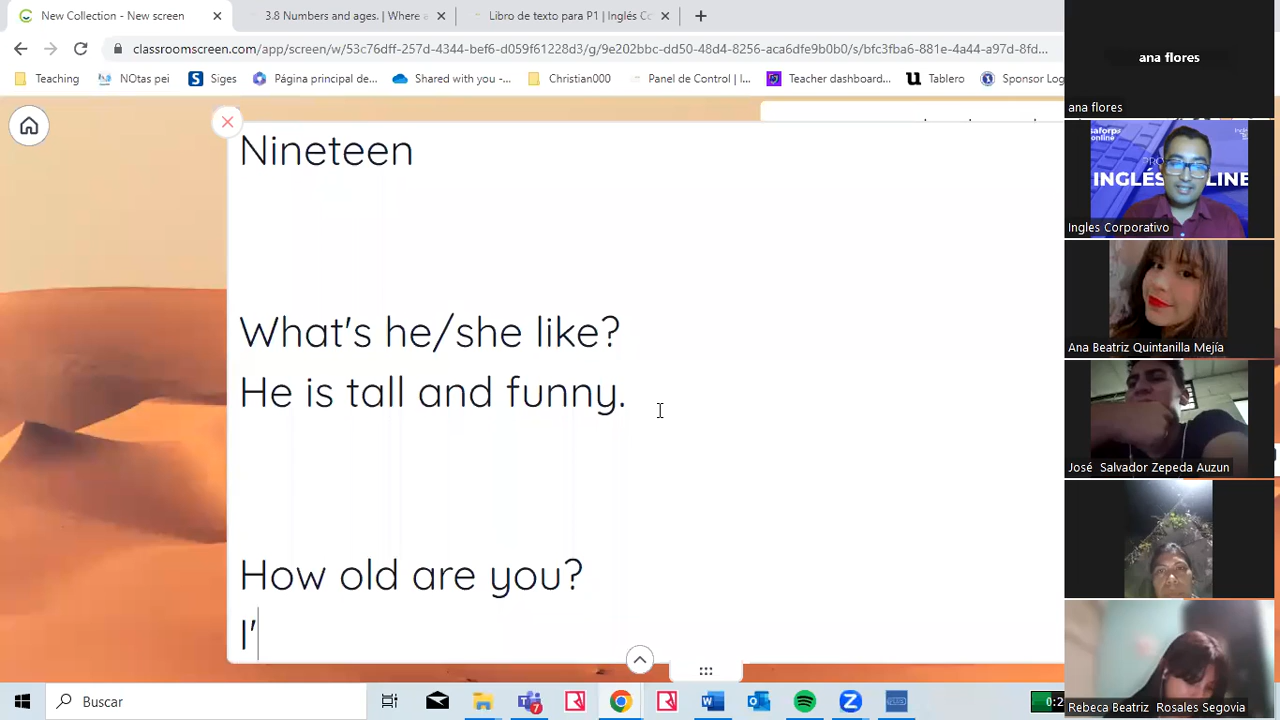 New Collection - New screen
3.8 Numbers and ages. | Where a
Libro de texto para P1 | Inglés Co
classroomscreen.com/app/screen/w/53c76dff-257d-4344-bef6-d059f61228d3/g/9e202bbc-dd50-48d4-8256-aca6dfe9b0b0/s/bfc3fba6-881e-4a44-a97d-8fd...
Teaching
NOtas pei
Siges
Página principal de...
Shared with you -...
Christian000
Panel de Control | I...
Teacher dashboard...
Tablero
Sponsor Log
Nineteen
What's he/she like?
He is tall and funny.
How old are you?
I'
ana flores
ana flores
INGLÉS
LINE
Ingles Corporativo
Ana Beatriz Quintanilla Mejía
José Salvador Zepeda Auzun
Rebeca Beatriz Rosales Segovia
Buscar